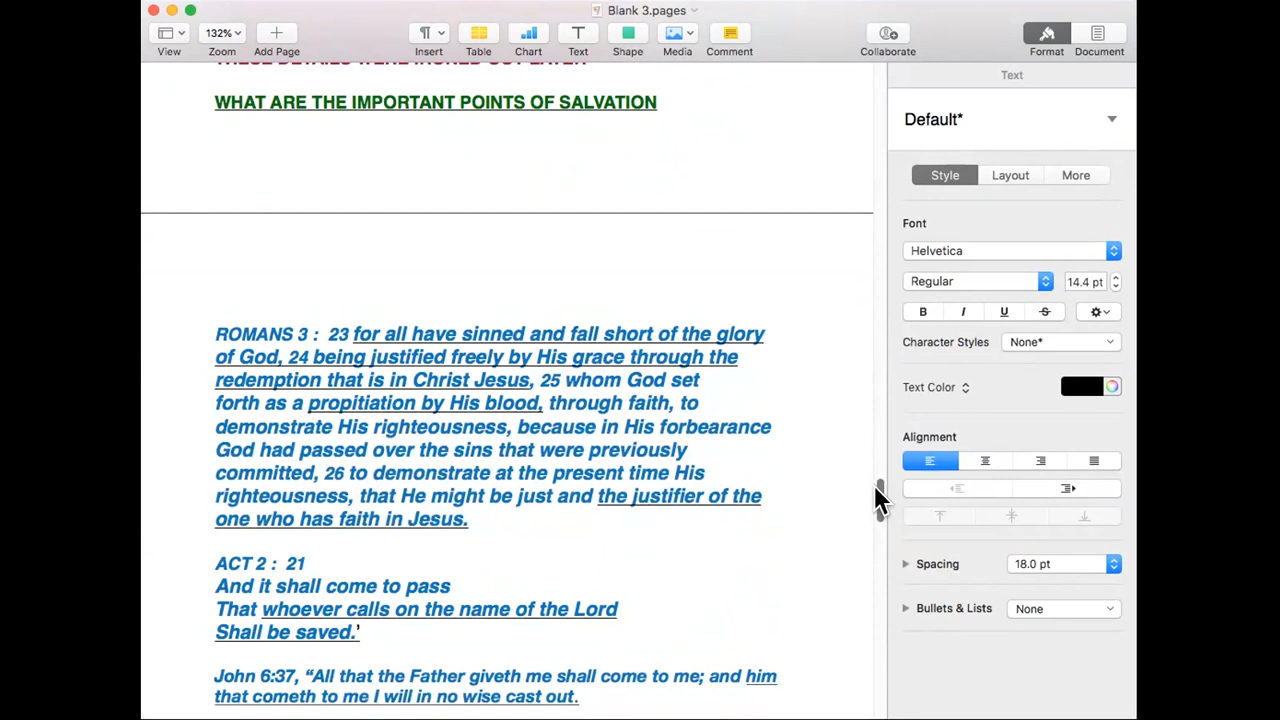 Blank 3.pages
132%
View Zoom Add Page Insert Table Chart Text Shape Media Comment Collaborate Format Document
WHAT ARE THE IMPORTANT POINTS OF SALVATION
ROMANS 3 : 23 for all have sinned and fall short of the glory
of God, 24 being justified freely by His grace through the
redemption that is in Christ Jesus, 25 whom God set
forth as a propitiation by His blood, through faith, to
demonstrate His righteousness, because in His forbearance
God had passed over the sins that were previously
committed, 26 to demonstrate at the present time His
righteousness, that He might be just and the justifier of the
one who has faith in Jesus.
ACT 2 : 21
And it shall come to pass
That whoever calls on the name of the Lord
Shall be saved.’
John 6:37, “All that the Father giveth me shall come to me; and him
that cometh to me I will in no wise cast out.
Text
Default*
Style Layout More
Font
Helvetica
Regular 14.4 pt
B I U S
Character Styles None*
Text Color
Alignment
Spacing 18.0 pt
Bullets & Lists None